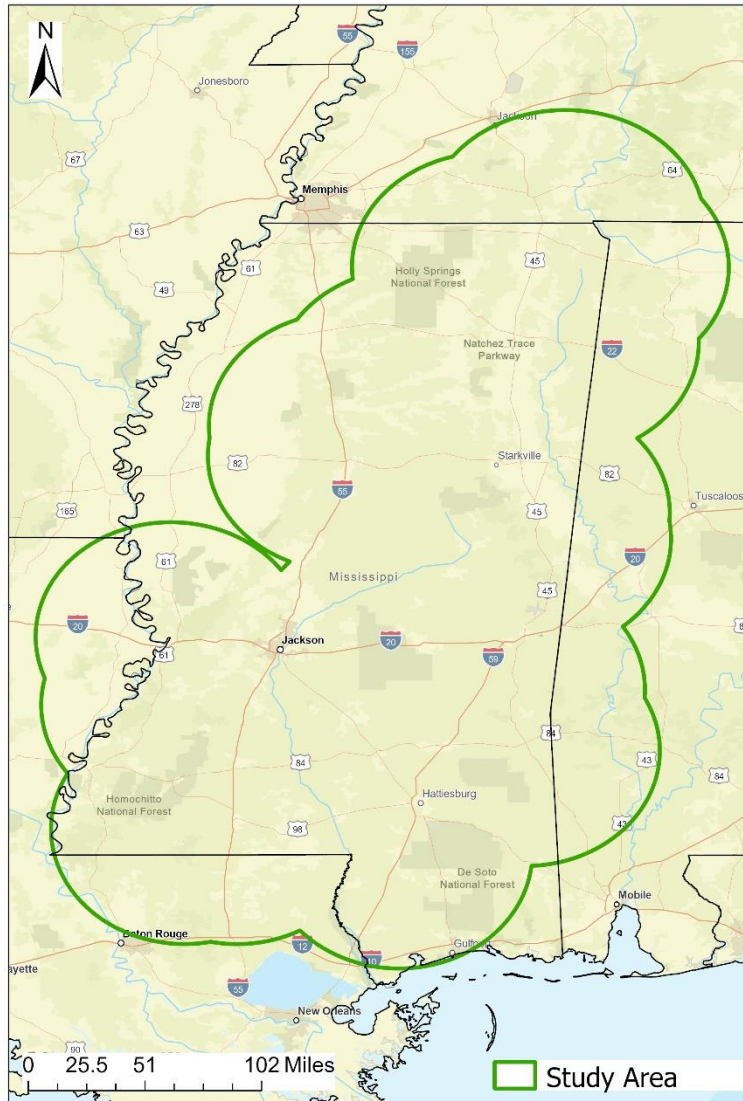 N
55
155
Jonesboro
Jackson
67
64
Memphis
63
61
45
Holly Springs
National Forest
49
Natchez Trace
Parkway
22
278
82
Starkville
82
55
45
Tuscaloos
165
61
20
Mississippi
45
20
61
Jackson
20
59
84
84
43
84
Homochitto
National Forest
Hattiesburg
98
43
De Soto
National Forest
Mobile
Baton Rouge
12
Gulfport
10
ayette
55
New Orleans
90
0 25.5 51 102 Miles
Study Area